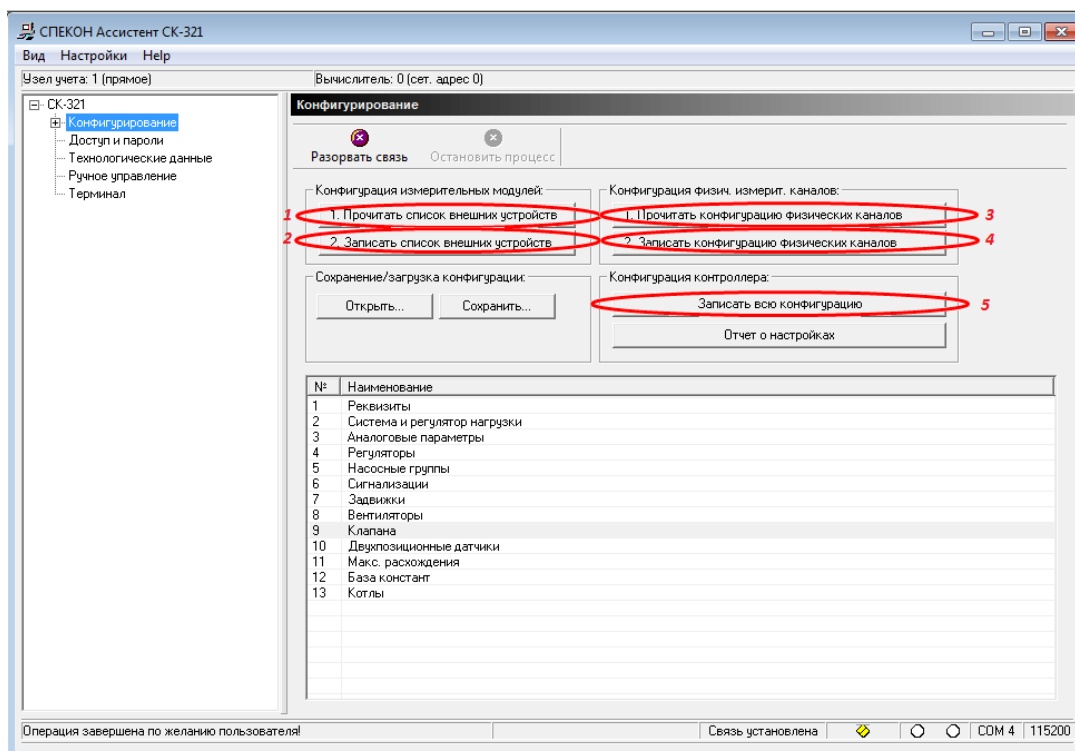 СПЕКОН Ассистент СК-321
Вид Настройки Help
Узел учета: 1 (прямое) Вычислитель: 0 (сет. адрес 0)
СК-321
Конфигурирование
Доступ и пароли
Технологические данные
Ручное управление
Терминал
Конфигурирование
Разорвать связь Остановить процесс
Конфигурация измерительных модулей: Конфигурация физич. измерит. каналов:
1 1. Прочитать список внешних устройств 1. Прочитать конфигурацию физических каналов 3
2 2. Записать список внешних устройств 2. Записать конфигурацию физических каналов 4
Сохранение/загрузка конфигурации: Конфигурация контроллера:
Открыть... Сохранить... Записать всю конфигурацию 5
Отчет о настройках
№ Наименование
1 Реквизиты
2 Система и регулятор нагрузки
3 Аналоговые параметры
4 Регуляторы
5 Насосные группы
6 Сигнализации
7 Задвижки
8 Вентиляторы
9 Клапана
10 Двухпозиционные датчики
11 Макс. расхождения
12 База констант
13 Котлы
Операция завершена по желанию пользователя! Связь установлена COM 4 115200